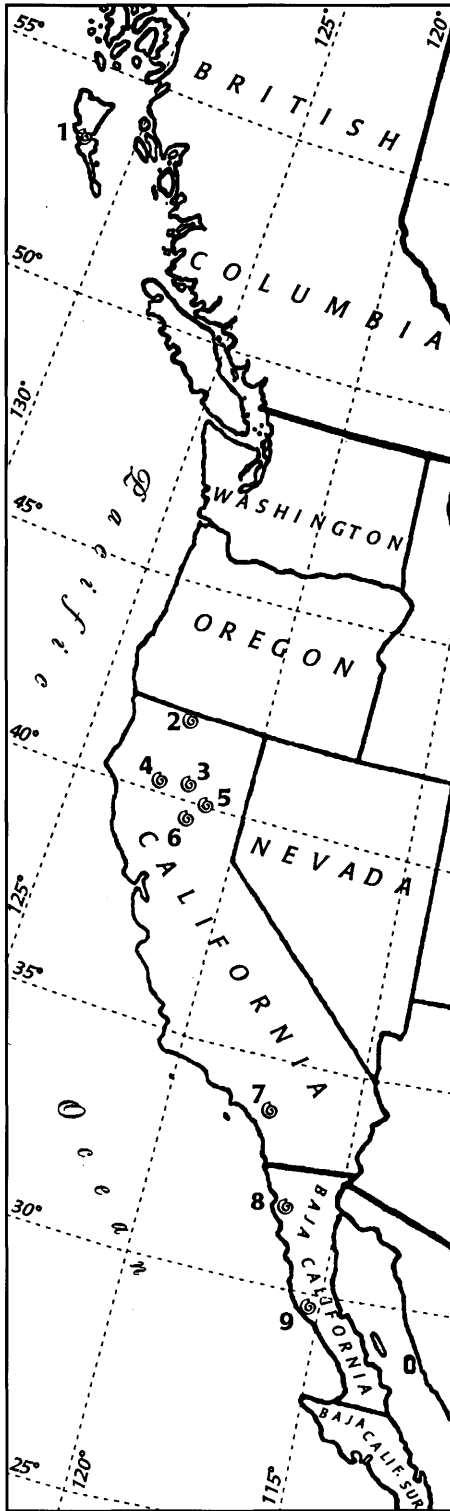 55°
125°
120°
BRITISH
1
COLUMBIA
50°
130°
Pacific
45°
WASHINGTON
OREGON
2
40°
4
3
5
6
CALIFORNIA
NEVADA
125°
35°
7
Ocean
8
BAJA CALIFORNIA
30°
9
BAJA
CALIF. SUR
25°
120°
115°